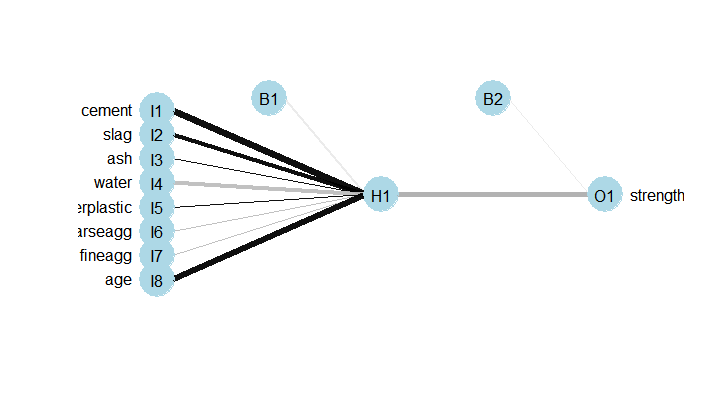 cement I1
slag I2
ash I3
water I4
erplastic I5
arseagg I6
fineagg I7
age I8
B1
H1
B2
O1 strength